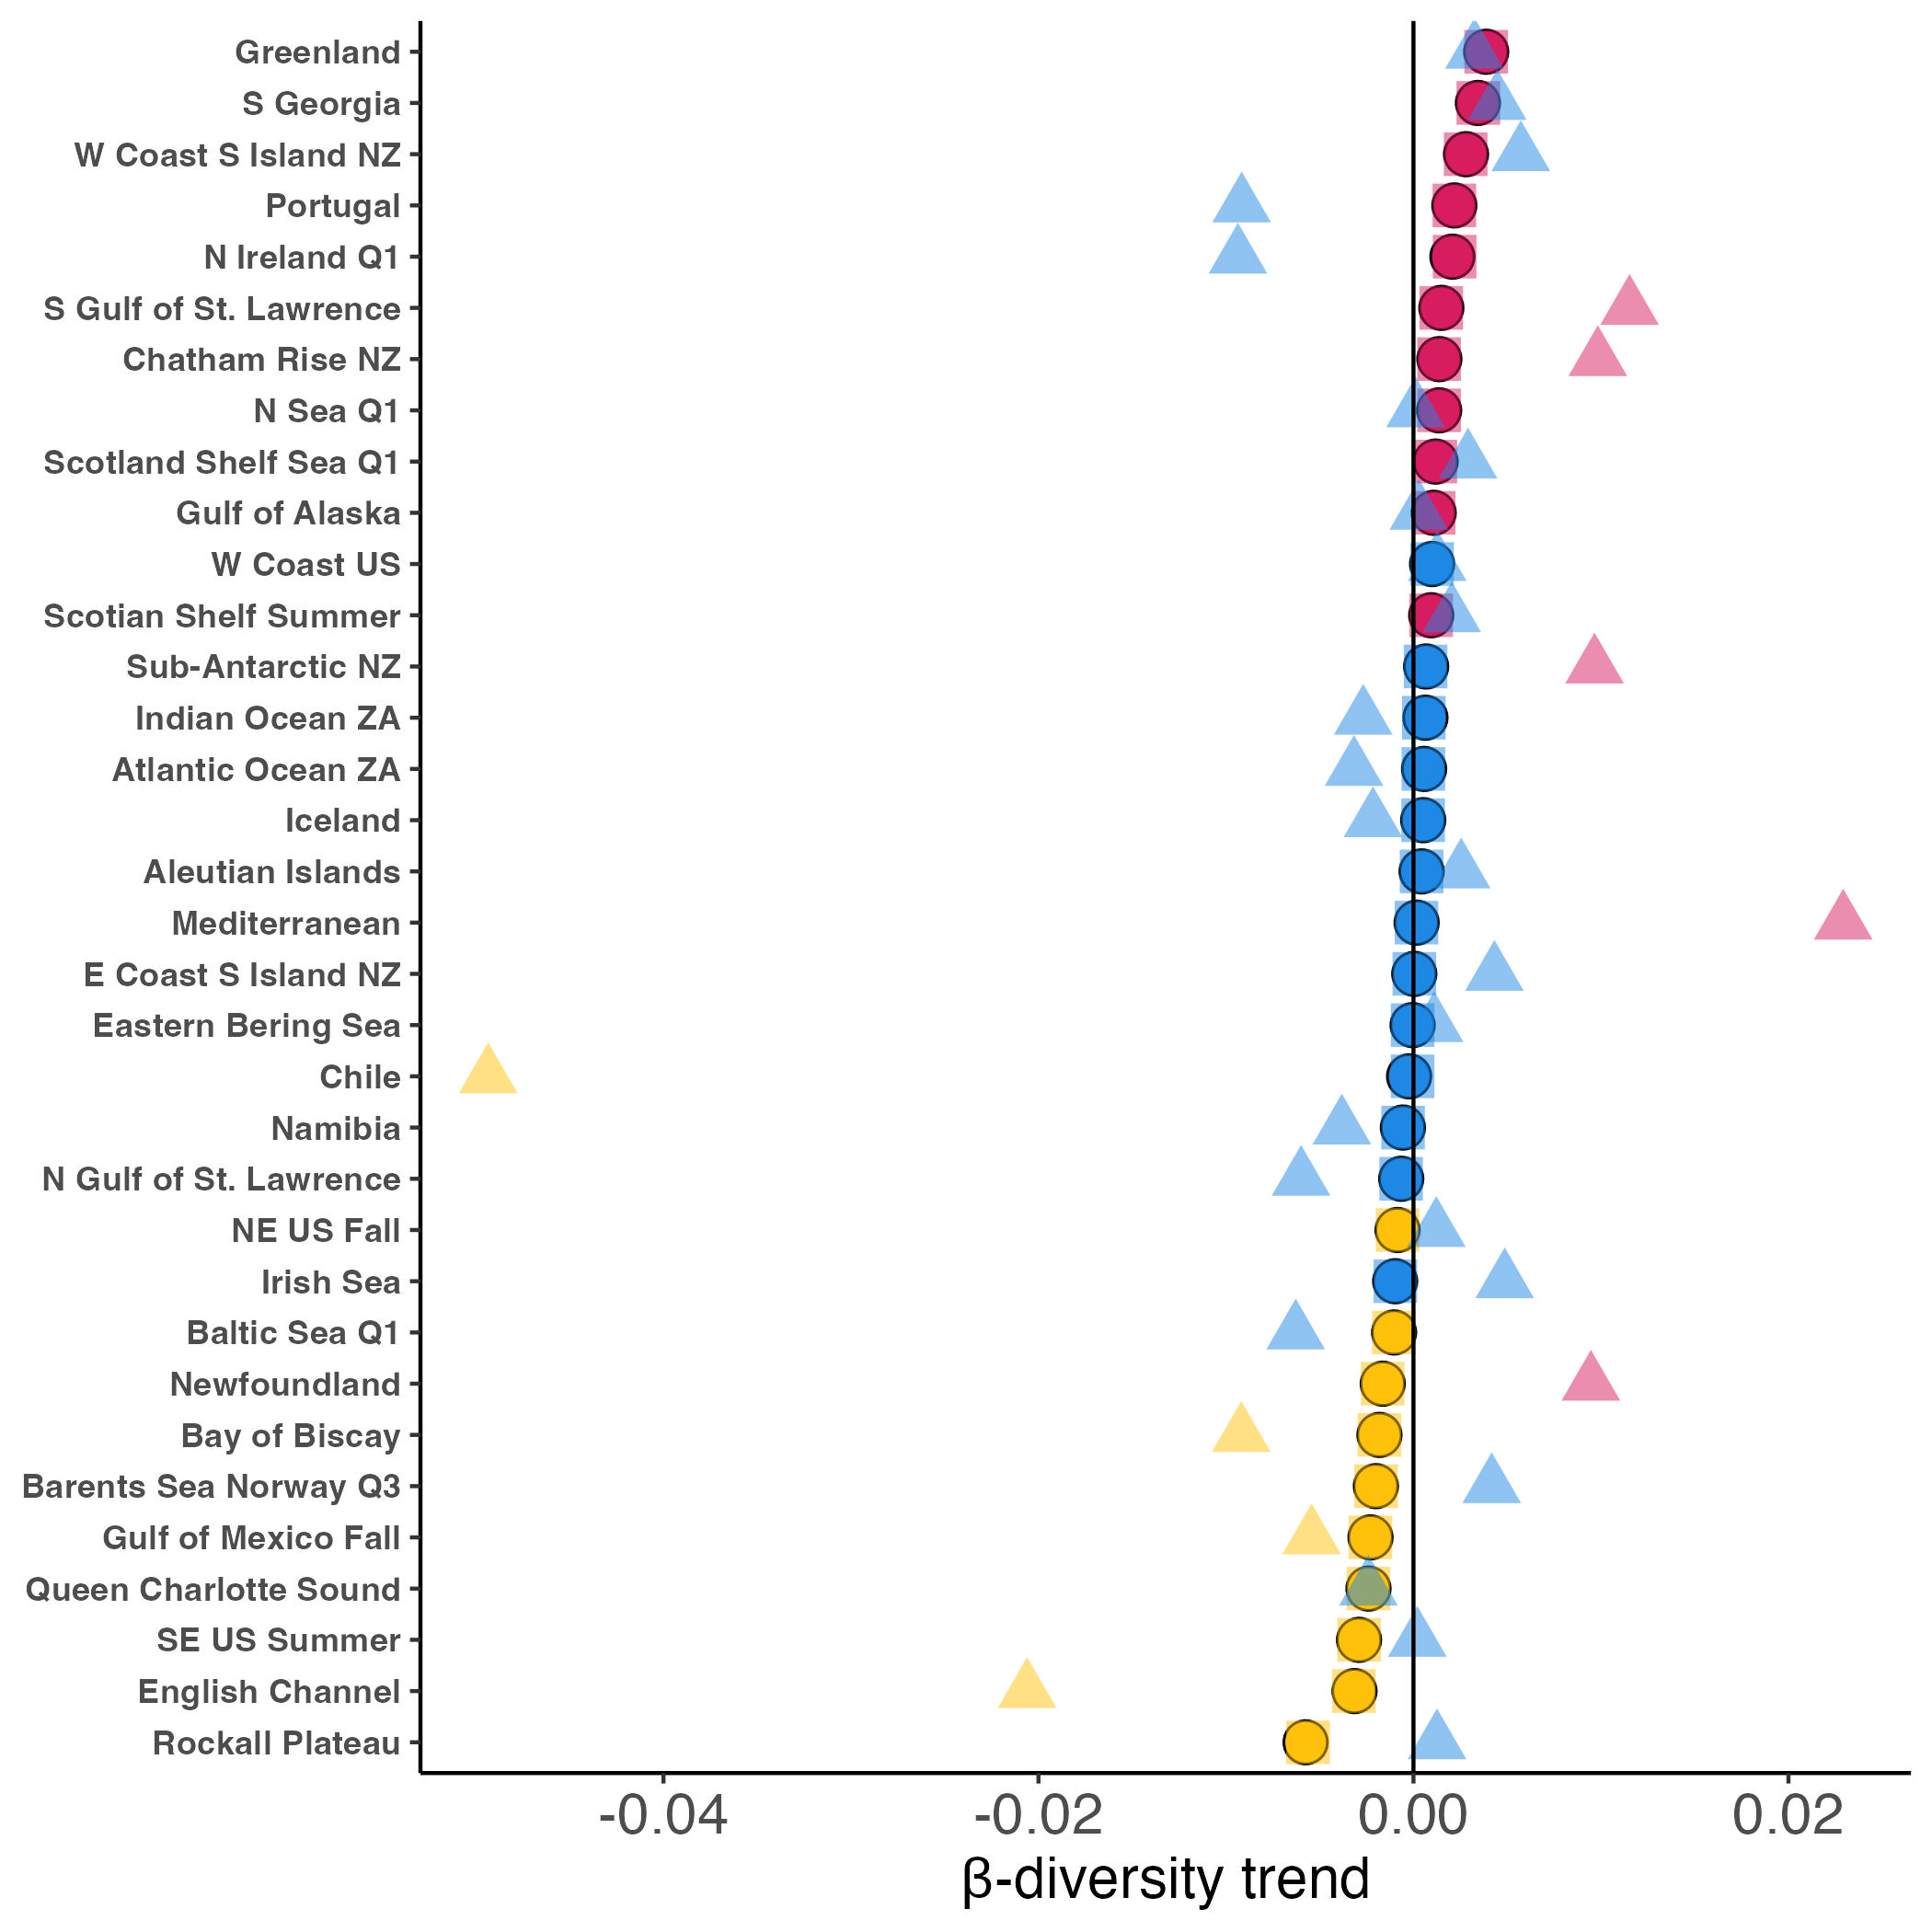 Greenland
S Georgia
W Coast S Island NZ
Portugal
N Ireland Q1
S Gulf of St. Lawrence
Chatham Rise NZ
N Sea Q1
Scotland Shelf Sea Q1
Gulf of Alaska
W Coast US
Scotian Shelf Summer
Sub-Antarctic NZ
Indian Ocean ZA
Atlantic Ocean ZA
Iceland
Aleutian Islands
Mediterranean
E Coast S Island NZ
Eastern Bering Sea
Chile
Namibia
N Gulf of St. Lawrence
NE US Fall
Irish Sea
Baltic Sea Q1
Newfoundland
Bay of Biscay
Barents Sea Norway Q3
Gulf of Mexico Fall
Queen Charlotte Sound
SE US Summer
English Channel
Rockall Plateau
-0.04 -0.02 0.00 0.02
β-diversity trend